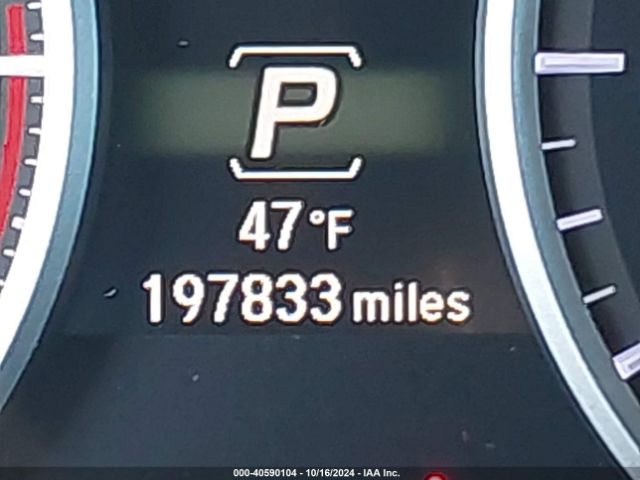 P
47°F
197833 miles
000-40590104 - 10/16/2024 - IAA Inc.